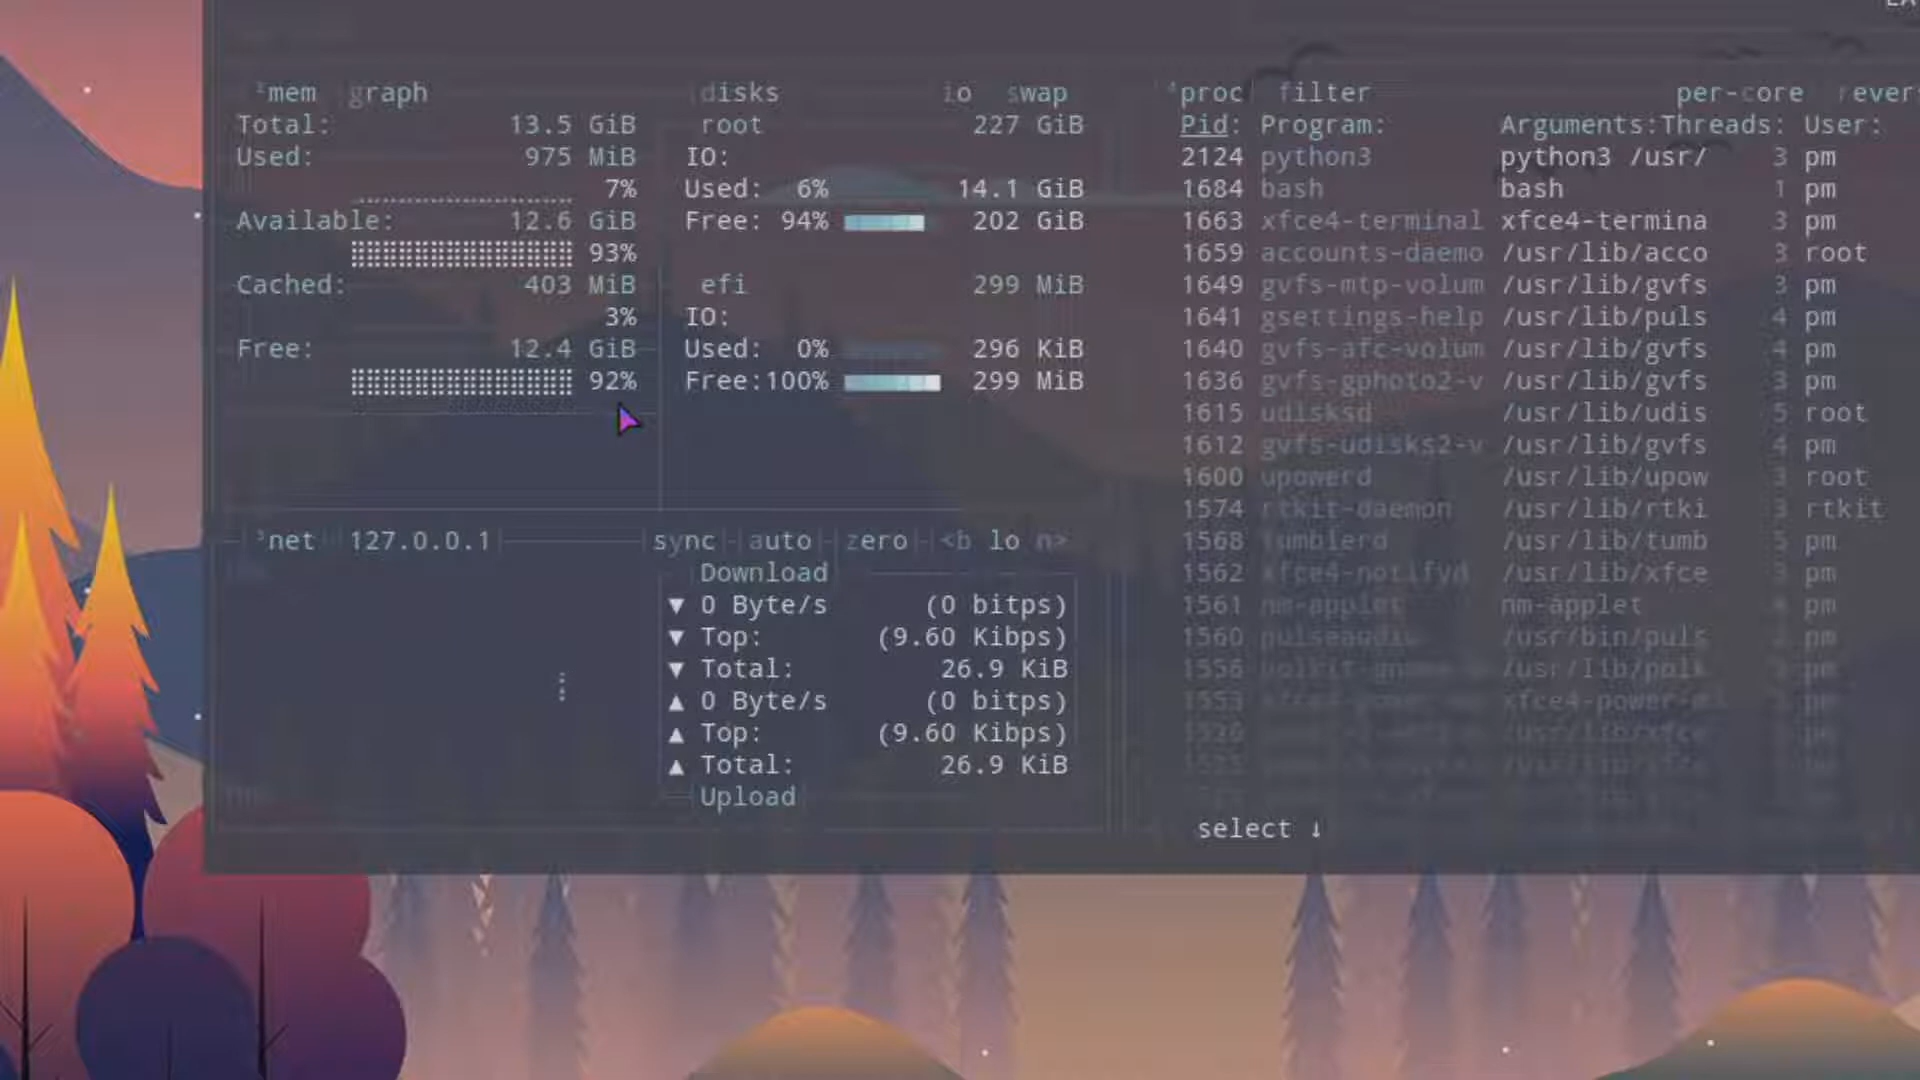 ²mem graph
Total: 13.5 GiB
Used: 975 MiB
7%
Available: 12.6 GiB
93%
Cached: 403 MiB
3%
Free: 12.4 GiB
92%
disks io swap
root 227 GiB
IO:
Used: 6% 14.1 GiB
Free: 94% 202 GiB
efi 299 MiB
IO:
Used: 0% 296 KiB
Free:100% 299 MiB
³net 127.0.0.1 sync auto zero <b lo n>
Download
▼ 0 Byte/s (0 bitps)
▼ Top: (9.60 Kibps)
▼ Total: 26.9 KiB
▲ 0 Byte/s (0 bitps)
▲ Top: (9.60 Kibps)
▲ Total: 26.9 KiB
Upload
⁴proc filter per-core revers
Pid: Program: Arguments:Threads: User:
2124 python3 python3 /usr/ 3 pm
1684 bash bash 1 pm
1663 xfce4-terminal xfce4-termina 3 pm
1659 accounts-daemo /usr/lib/acco 3 root
1649 gvfs-mtp-volum /usr/lib/gvfs 3 pm
1641 gsettings-help /usr/lib/puls 4 pm
1640 gvfs-afc-volum /usr/lib/gvfs 4 pm
1636 gvfs-gphoto2-v /usr/lib/gvfs 3 pm
1615 udisksd /usr/lib/udis 5 root
1612 gvfs-udisks2-v /usr/lib/gvfs 4 pm
1600 upowerd /usr/lib/upow 3 root
1574 rtkit-daemon /usr/lib/rtki 3 rtkit
1568 tumblerd /usr/lib/tumb 5 pm
1562 xfce4-notifyd /usr/lib/xfce 3 pm
1561 nm-applet nm-applet 4 pm
1560 pulseaudio /usr/bin/puls pm
1556 polkit-gnome /usr/lib/polk pm
1553 xfce4-power-m pm
select ↓